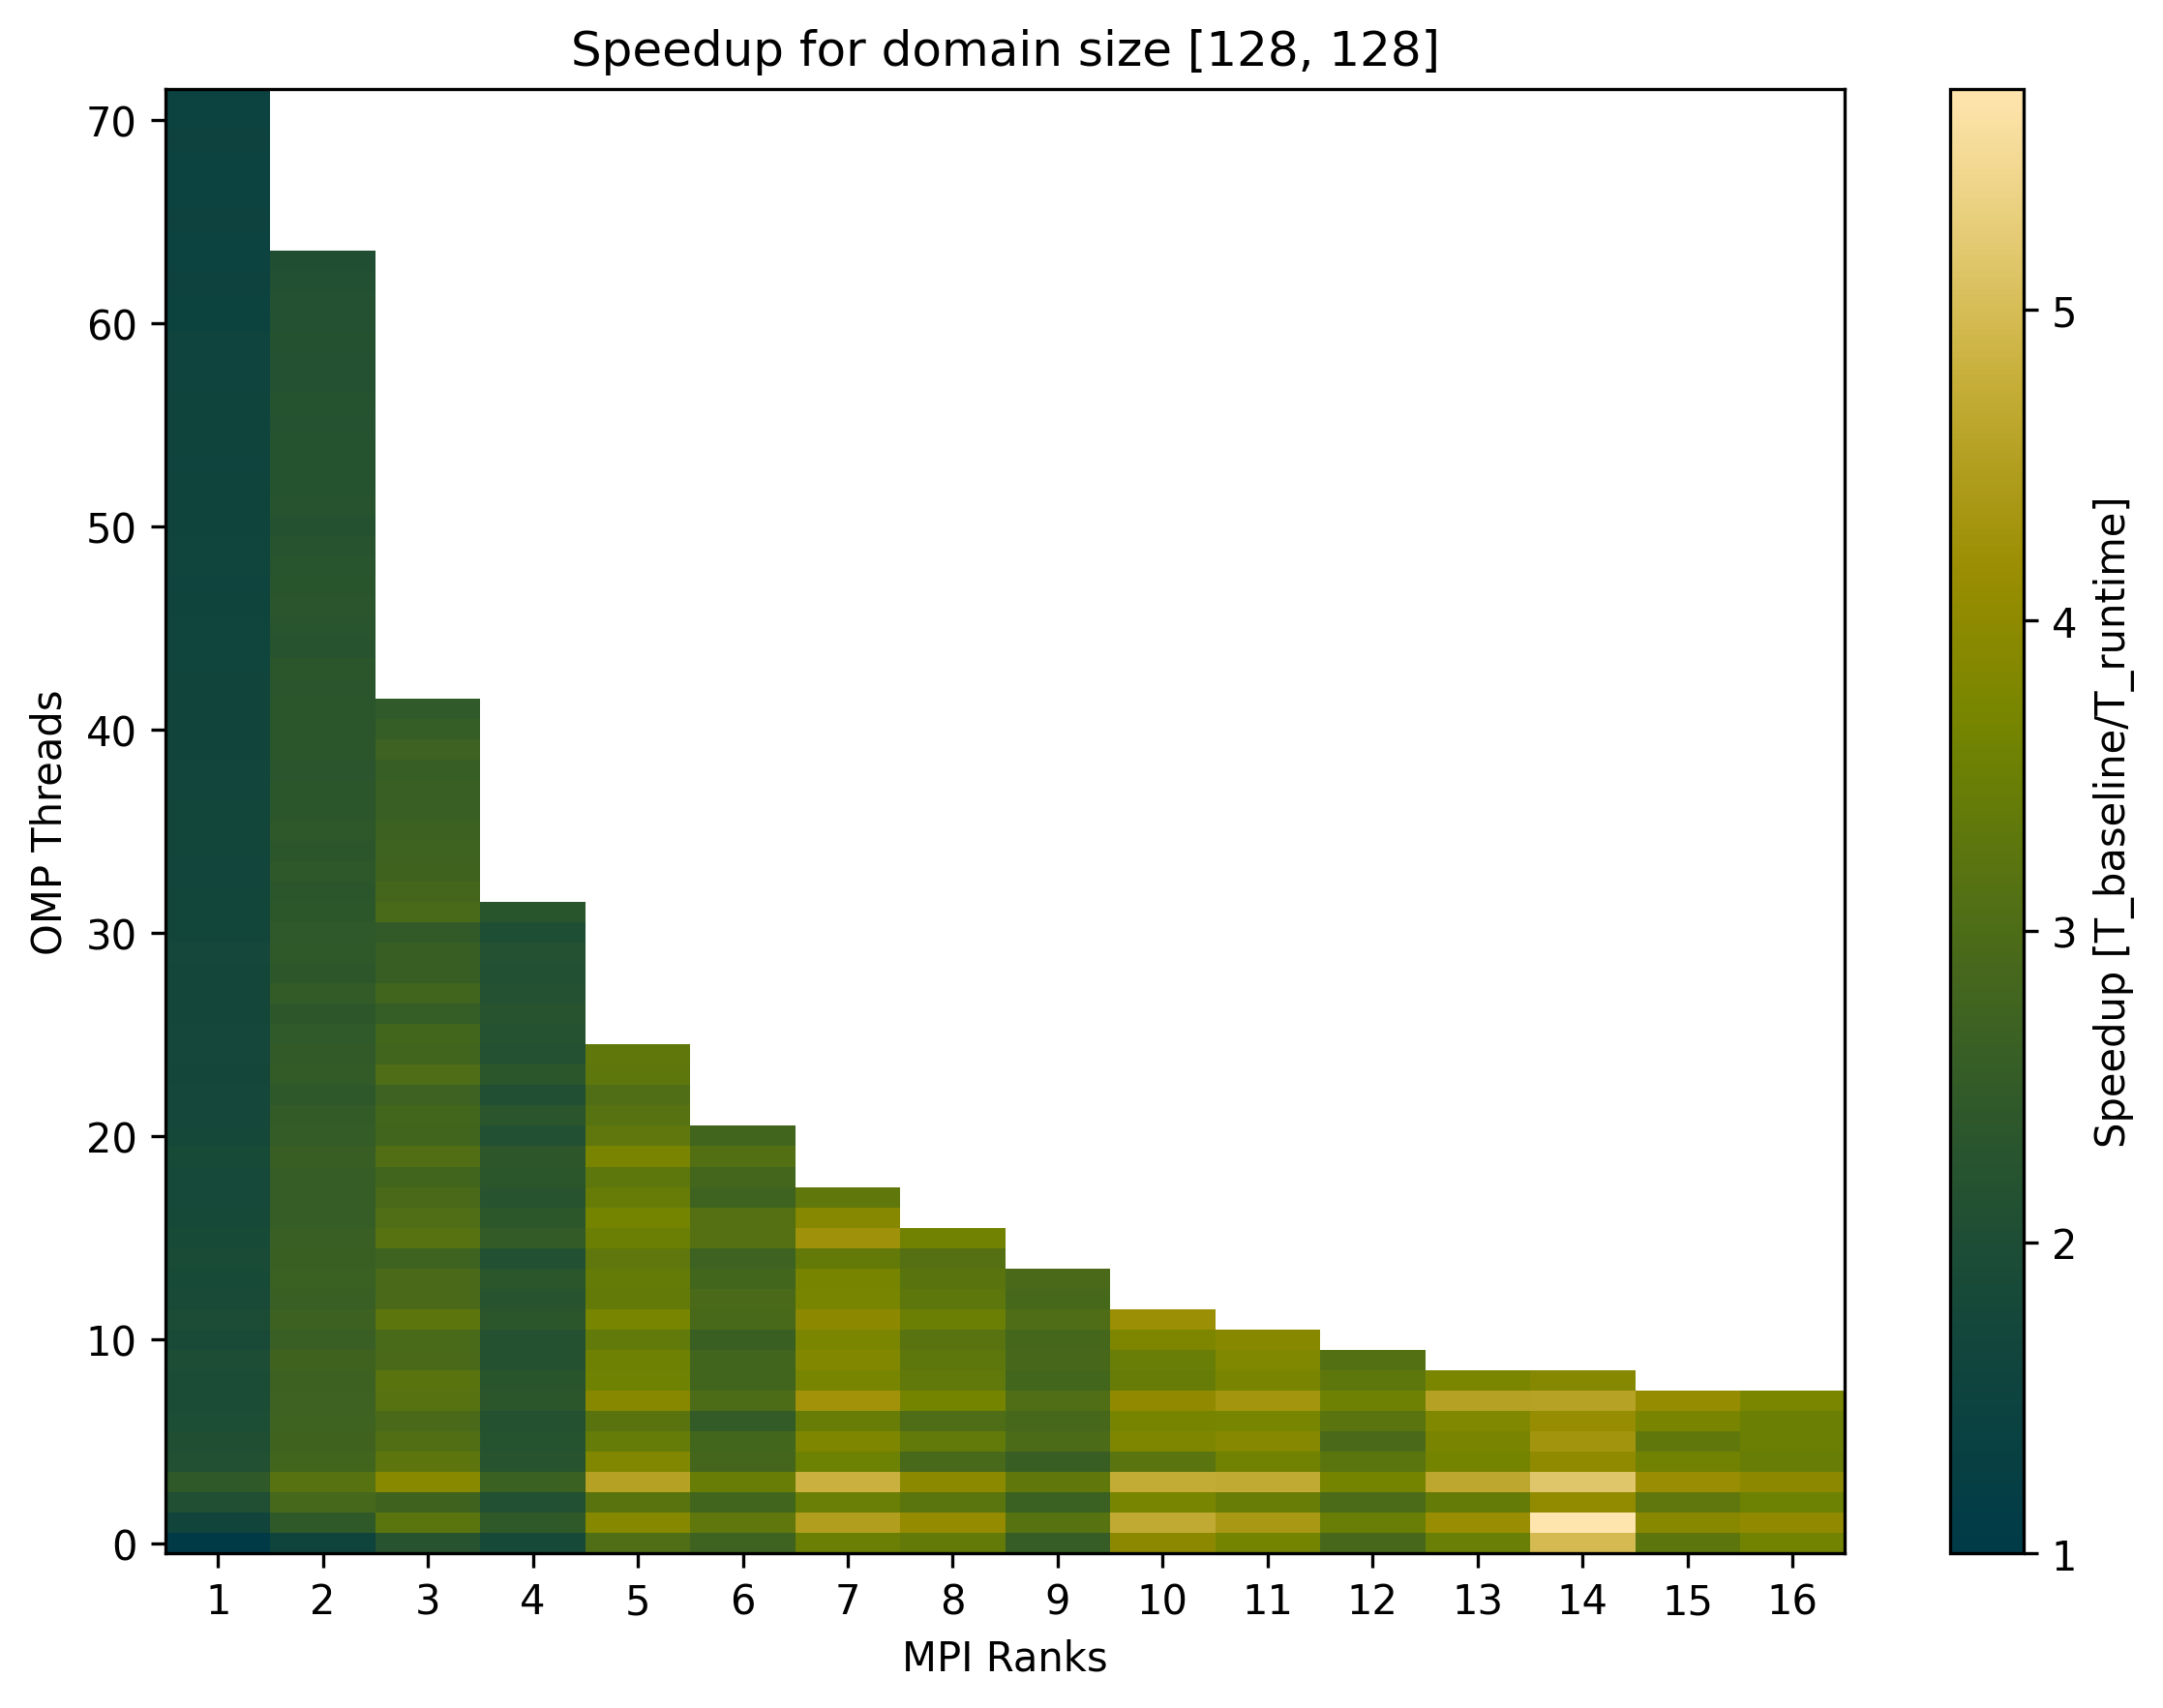 Speedup for domain size [128, 128]
70
60
50
40
30
20
10
0
OMP Threads
1 2 3 4 5 6 7 8 9 10 11 12 13 14 15 16
MPI Ranks
5
4
3
2
1
Speedup [T_baseline/T_runtime]